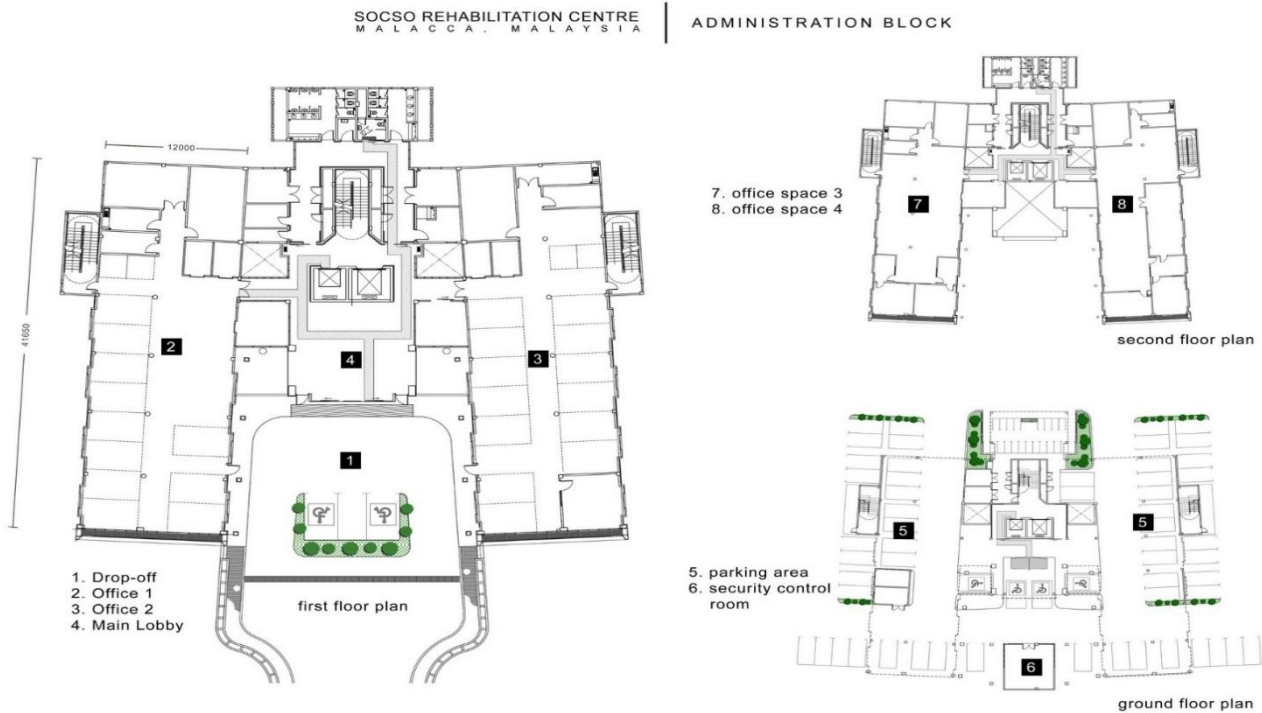 SOCSO REHABILITATION CENTRE
MALACCA, MALAYSIA
ADMINISTRATION BLOCK
12000
41650
2
4
3
1
1. Drop-off
2. Office 1
3. Office 2
4. Main Lobby
first floor plan
7. office space 3
8. office space 4
7
8
second floor plan
5
5
5. parking area
6. security control
room
6
ground floor plan